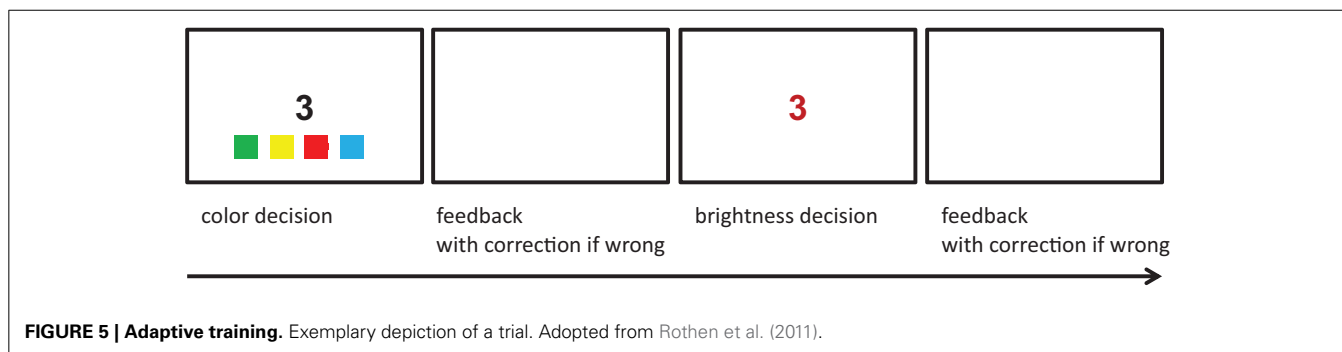 3
3
color decision
feedback
with correction if wrong
brightness decision
feedback
with correction if wrong
FIGURE 5 | Adaptive training. Exemplary depiction of a trial. Adopted from Rothen et al. (2011).